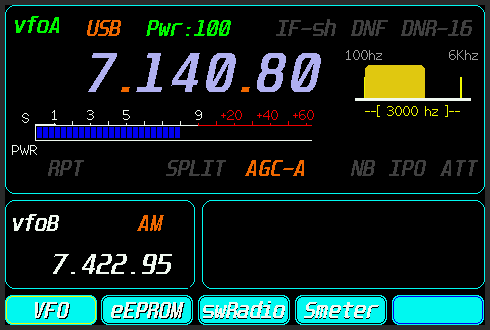 vfoA USB Pwr:100 IF-sh DNF DNR-16
7.140.80
100hz 6Khz
--[ 3000 hz ]--
S 1 3 5 9 +20 +40 +60
PWR
RPT SPLIT AGC-A NB IPO ATT
vfoB AM
7.422.95
VFO eEPROM swRadio Smeter